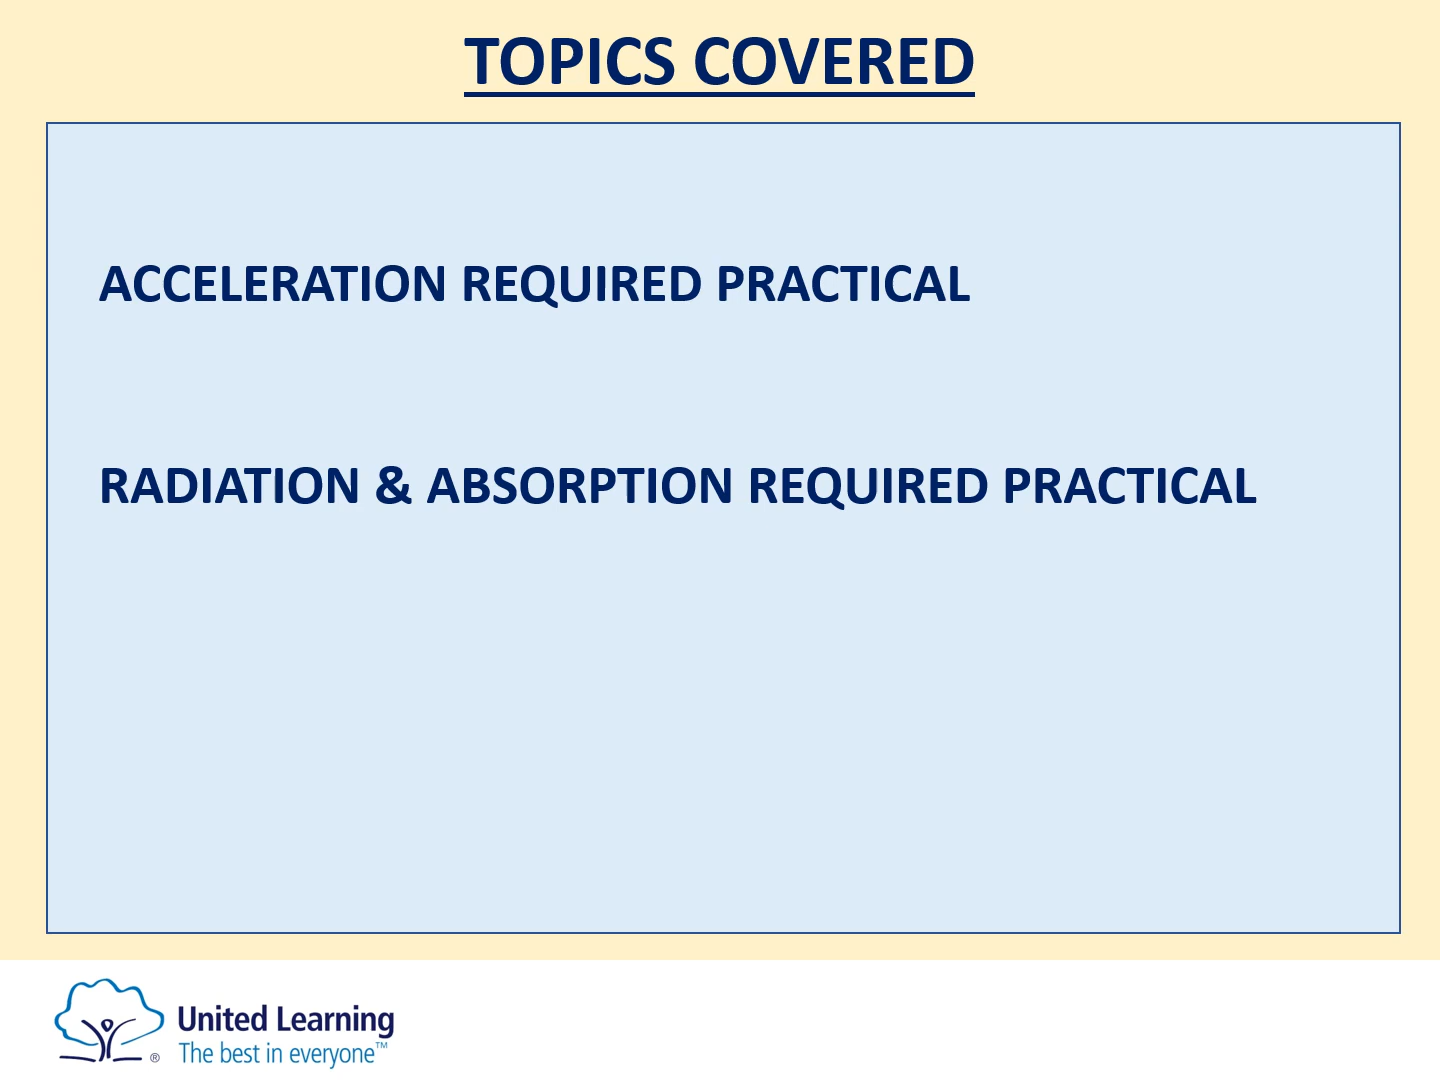 TOPICS COVERED
ACCELERATION REQUIRED PRACTICAL
RADIATION & ABSORPTION REQUIRED PRACTICAL
United Learning
The best in everyone™
®